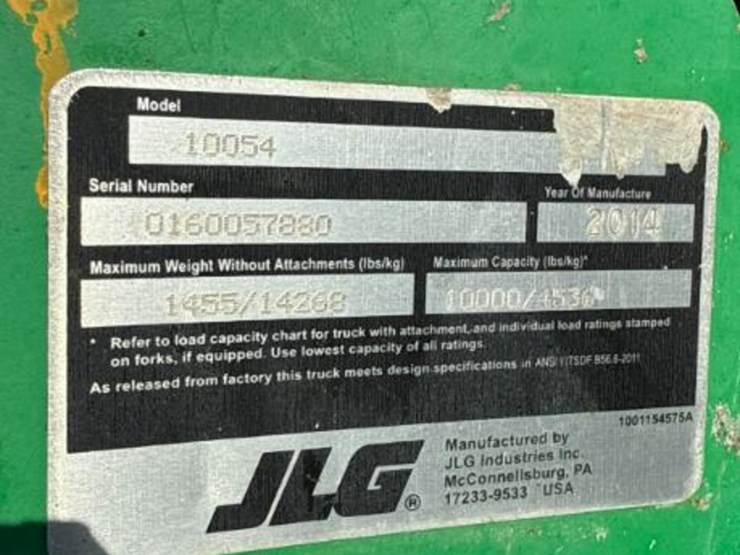 Model
10054
Serial Number
Year Of Manufacture
0160057880
2014
Maximum Weight Without Attachments (lbs/kg)
Maximum Capacity (lbs/kg)*
1455/14268
10000/4536
* Refer to load capacity chart for truck with attachment, and individual load ratings stamped
on forks, if equipped. Use lowest capacity of all ratings.
As released from factory this truck meets design specifications in ANSI/ITSDF B56.6-2011
1001154575A
JLG®
Manufactured by
JLG Industries Inc.
McConnellsburg, PA
17233-9533 USA